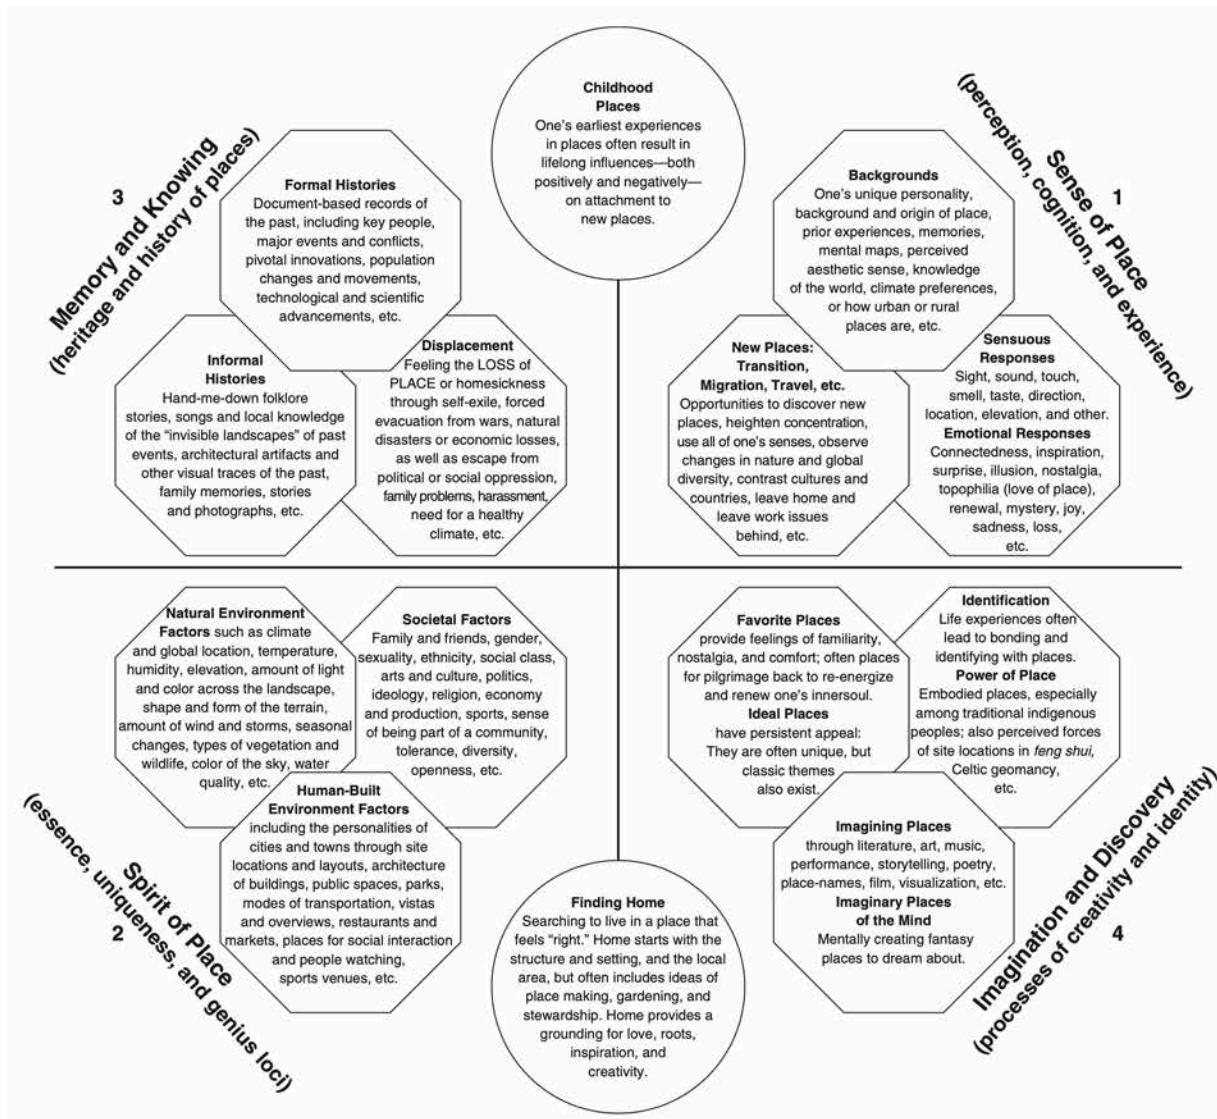 Childhood
Places
One's earliest experiences
in places often result in
lifelong influences—both
positively and negatively—
on attachment to
new places.
3
Memory and Knowing
(heritage and history of places)
Formal Histories
Document-based records of
the past, including key people,
major events and conflicts,
pivotal innovations, population
changes and movements,
technological and scientific
advancements, etc.
Informal
Histories
Hand-me-down folklore
stories, songs and local knowledge
of the “invisible landscapes” of past
events, architectural artifacts and
other visual traces of the past,
family memories, stories
and photographs, etc.
Displacement
Feeling the LOSS of
PLACE or homesickness
through self-exile, forced
evacuation from wars, natural
disasters or economic losses,
as well as escape from
political or social oppression,
family problems, harassment,
need for a healthy
climate, etc.
1
Sense of Place
(perception, cognition, and experience)
Backgrounds
One's unique personality,
background and origin of place,
prior experiences, memories,
mental maps, perceived
aesthetic sense, knowledge
of the world, climate preferences,
or how urban or rural
places are, etc.
New Places:
Transition,
Migration, Travel, etc.
Opportunities to discover new
places, heighten concentration,
use all of one's senses, observe
changes in nature and global
diversity, contrast cultures and
countries, leave home and
leave work issues
behind, etc.
Sensuous
Responses
Sight, sound, touch,
smell, taste, direction,
location, elevation, and other.
Emotional Responses
Connectedness, inspiration,
surprise, illusion, nostalgia,
topophilia (love of place),
renewal, mystery, joy,
sadness, loss,
etc.
Natural Environment
Factors such as climate
and global location, temperature,
humidity, elevation, amount of light
and color across the landscape,
shape and form of the terrain,
amount of wind and storms, seasonal
changes, types of vegetation and
wildlife, color of the sky, water
quality, etc.
Societal Factors
Family and friends, gender,
sexuality, ethnicity, social class,
arts and culture, politics,
ideology, religion, economy
and production, sports, sense
of being part of a community,
tolerance, diversity,
openness, etc.
Human-Built
Environment Factors
including the personalities of
cities and towns through site
locations and layouts, architecture
of buildings, public spaces, parks,
modes of transportation, vistas
and overviews, restaurants and
markets, places for social interaction
and people watching,
sports venues, etc.
Spirit of Place
(essence, uniqueness, and genius loci)
2
Favorite Places
provide feelings of familiarity,
nostalgia, and comfort; often places
for pilgrimage back to re-energize
and renew one's innersoul.
Ideal Places
have persistent appeal:
They are often unique, but
classic themes
also exist.
Identification
Life experiences often
lead to bonding and
identifying with places.
Power of Place
Embodied places, especially
among traditional indigenous
peoples; also perceived forces
of site locations in feng shui,
Celtic geomancy,
etc.
Imagining Places
through literature, art, music,
performance, storytelling, poetry,
place-names, film, visualization, etc.
Imaginary Places
of the Mind
Mentally creating fantasy
places to dream about.
Imagination and Discovery
(processes of creativity and identity)
4
Finding Home
Searching to live in a place that
feels “right.” Home starts with the
structure and setting, and the local
area, but often includes ideas of
place making, gardening, and
stewardship. Home provides a
grounding for love, roots,
inspiration, and
creativity.